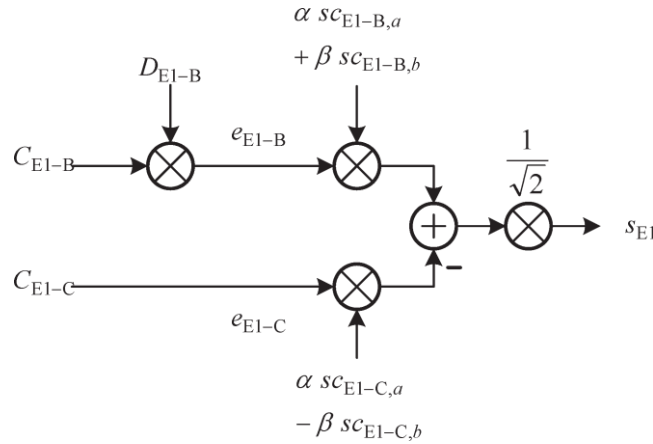 α sc_E1–B,a
+ β sc_E1–B,b
D_E1–B
C_E1–B
e_E1–B
1
√2
+
s_E1
–
C_E1–C
e_E1–C
α sc_E1–C,a
– β sc_E1–C,b